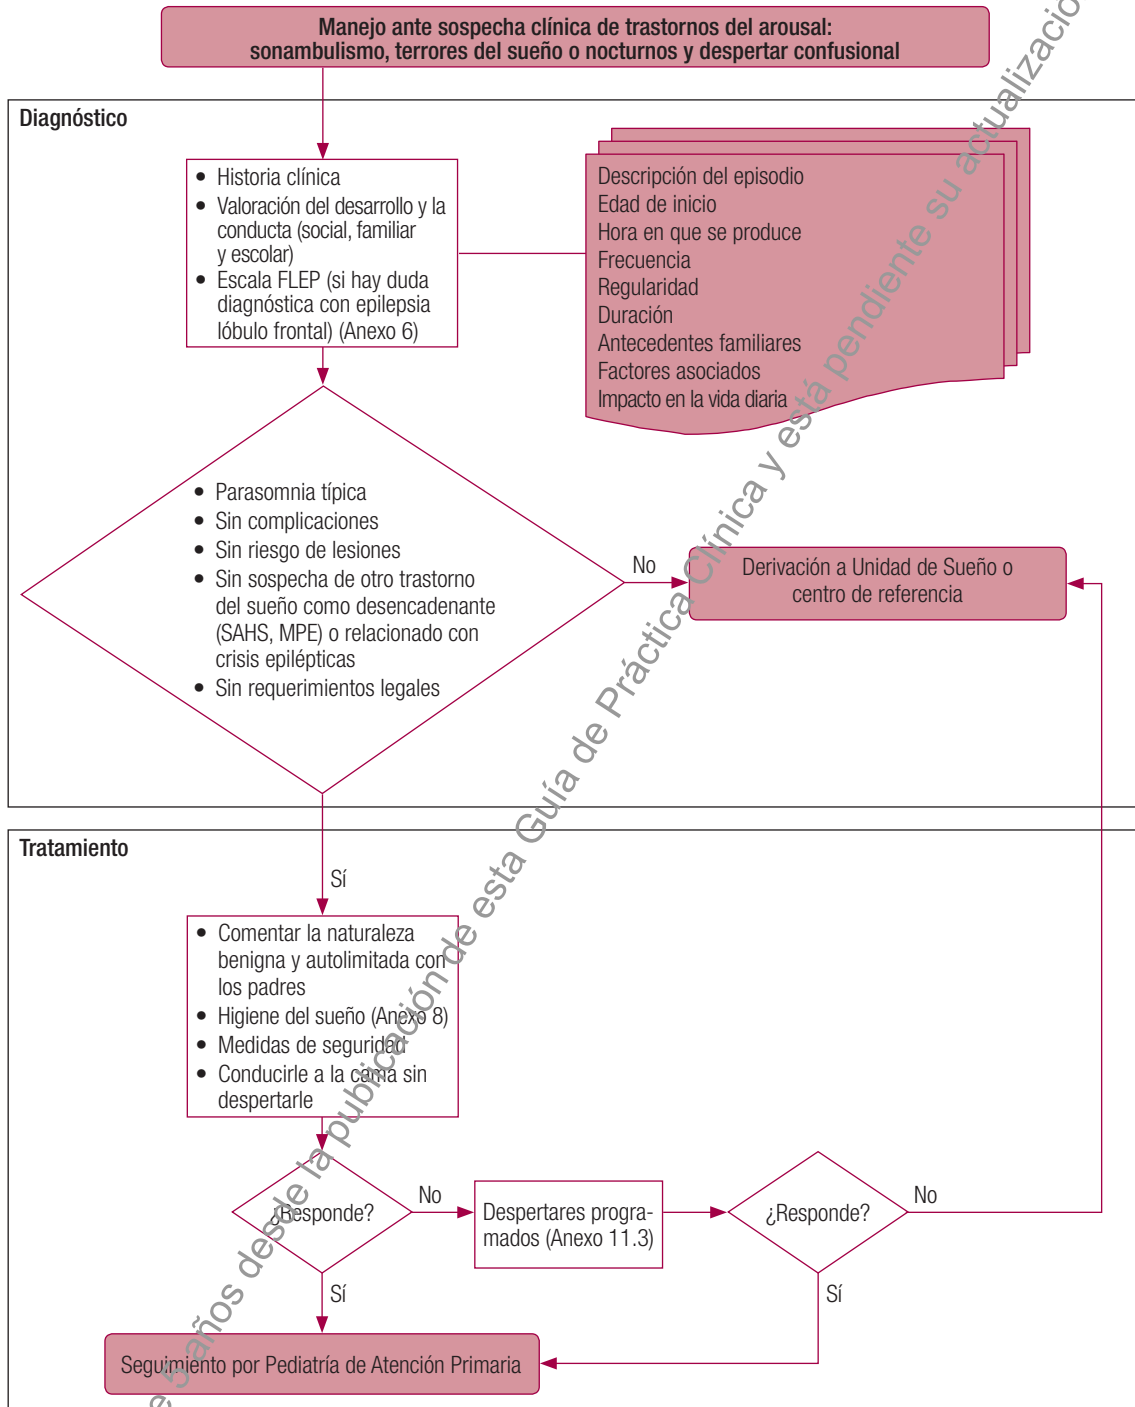 Manejo ante sospecha clínica de trastornos del arousal:
sonambulismo, terrores del sueño o nocturnos y despertar confusional
Diagnóstico
• Historia clínica
• Valoración del desarrollo y la
conducta (social, familiar
y escolar)
• Escala FLEP (si hay duda
diagnóstica con epilepsia
lóbulo frontal) (Anexo 6)
Descripción del episodio
Edad de inicio
Hora en que se produce
Frecuencia
Regularidad
Duración
Antecedentes familiares
Factores asociados
Impacto en la vida diaria
• Parasomnia típica
• Sin complicaciones
• Sin riesgo de lesiones
• Sin sospecha de otro trastorno
del sueño como desencadenante
(SAHS, MPE) o relacionado con
crisis epilépticas
• Sin requerimientos legales
No
Derivación a Unidad de Sueño o
centro de referencia
Tratamiento
Sí
• Comentar la naturaleza
benigna y autolimitada con
los padres
• Higiene del sueño (Anexo 8)
• Medidas de seguridad
• Conducirle a la cama sin
despertarle
¿Responde?
No
Despertares progra-
mados (Anexo 11.3)
¿Responde?
No
Sí
Sí
Seguimiento por Pediatría de Atención Primaria
5 años desde la publicación de esta Guía de Práctica Clínica y está pendiente su